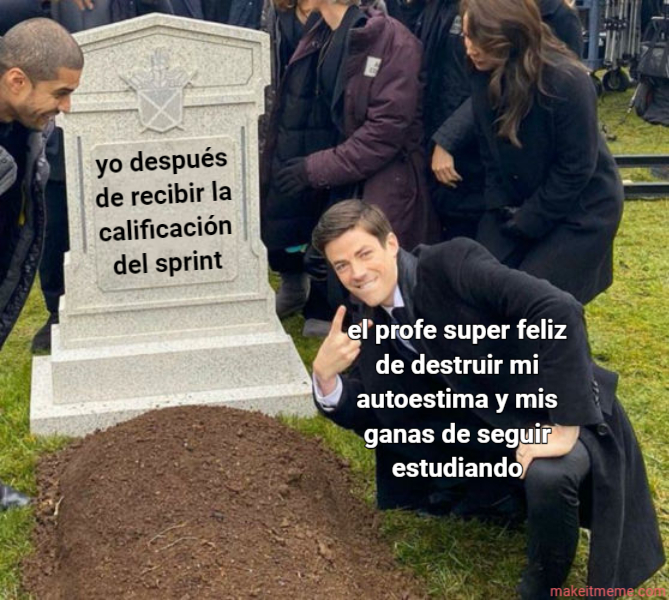 yo después
de recibir la
calificación
del sprint
el profe super feliz
de destruir mi
autoestima y mis
ganas de seguir
estudiando
makeitmeme.com